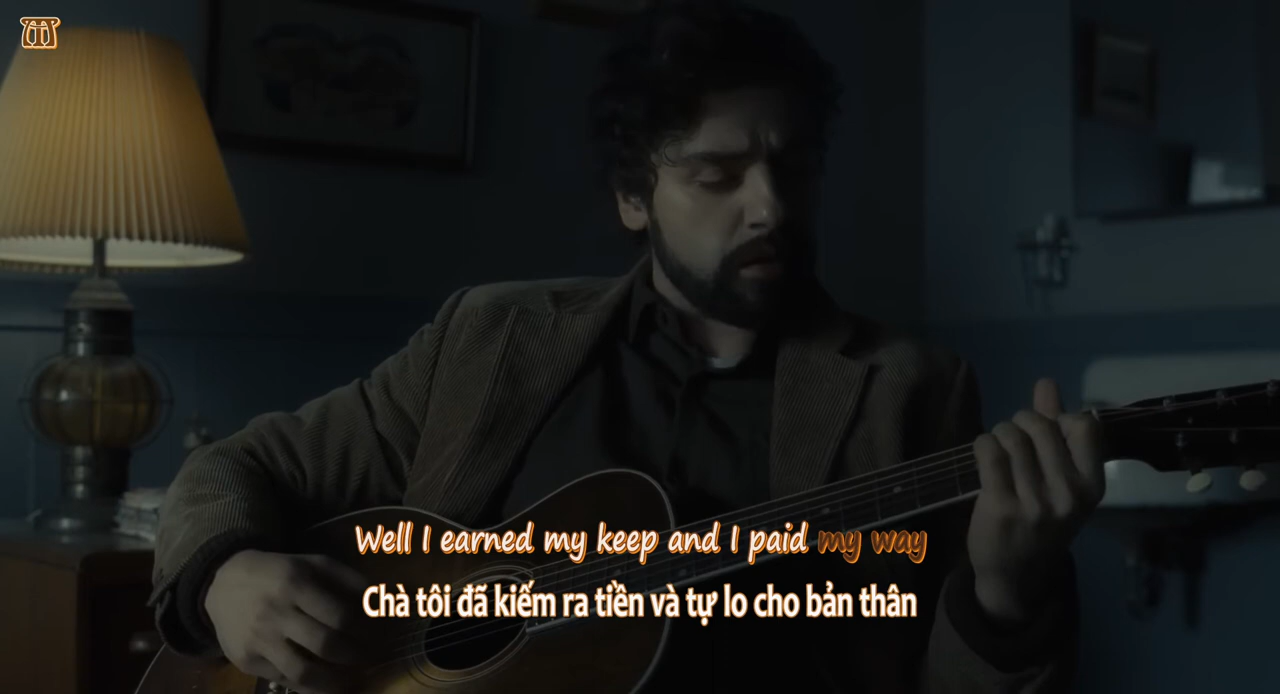 Well I earned my keep and I paid my way
Chà tôi đã kiếm ra tiền và tự lo cho bản thân